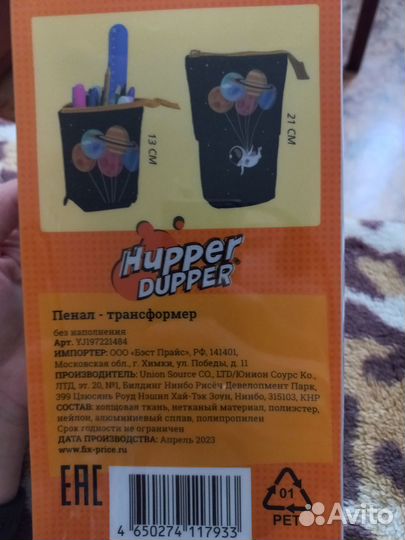 13 СМ
21 СМ
Hupper
DUPPER
Пенал - трансформер
без наполнения
Арт. YJ197221484
ИМПОРТЕР: ООО «Бэст Прайс», РФ, 141401,
Московская обл., г. Химки, ул. Победы, д. 11
ПРОИЗВОДИТЕЛЬ: Union Source CO., LTD/Юнион Соурс Ко.,
ЛТД, эт. 20, №1, Билдинг Нинбо Рисёч Девелопмент Парк,
399 Цзюсянь Роуд Нэшнл Хай-Тэк Зоун, Нинбо, 315103, КНР
СОСТАВ: холщовая ткань, нетканый материал, полиэстер,
нейлон, алюминиевый сплав, полипропилен
Срок годности не ограничен
ДАТА ПРОИЗВОДСТВА: Апрель 2023
www.fix-price.ru
EAC
4 650274 117933
01
PET
Avito